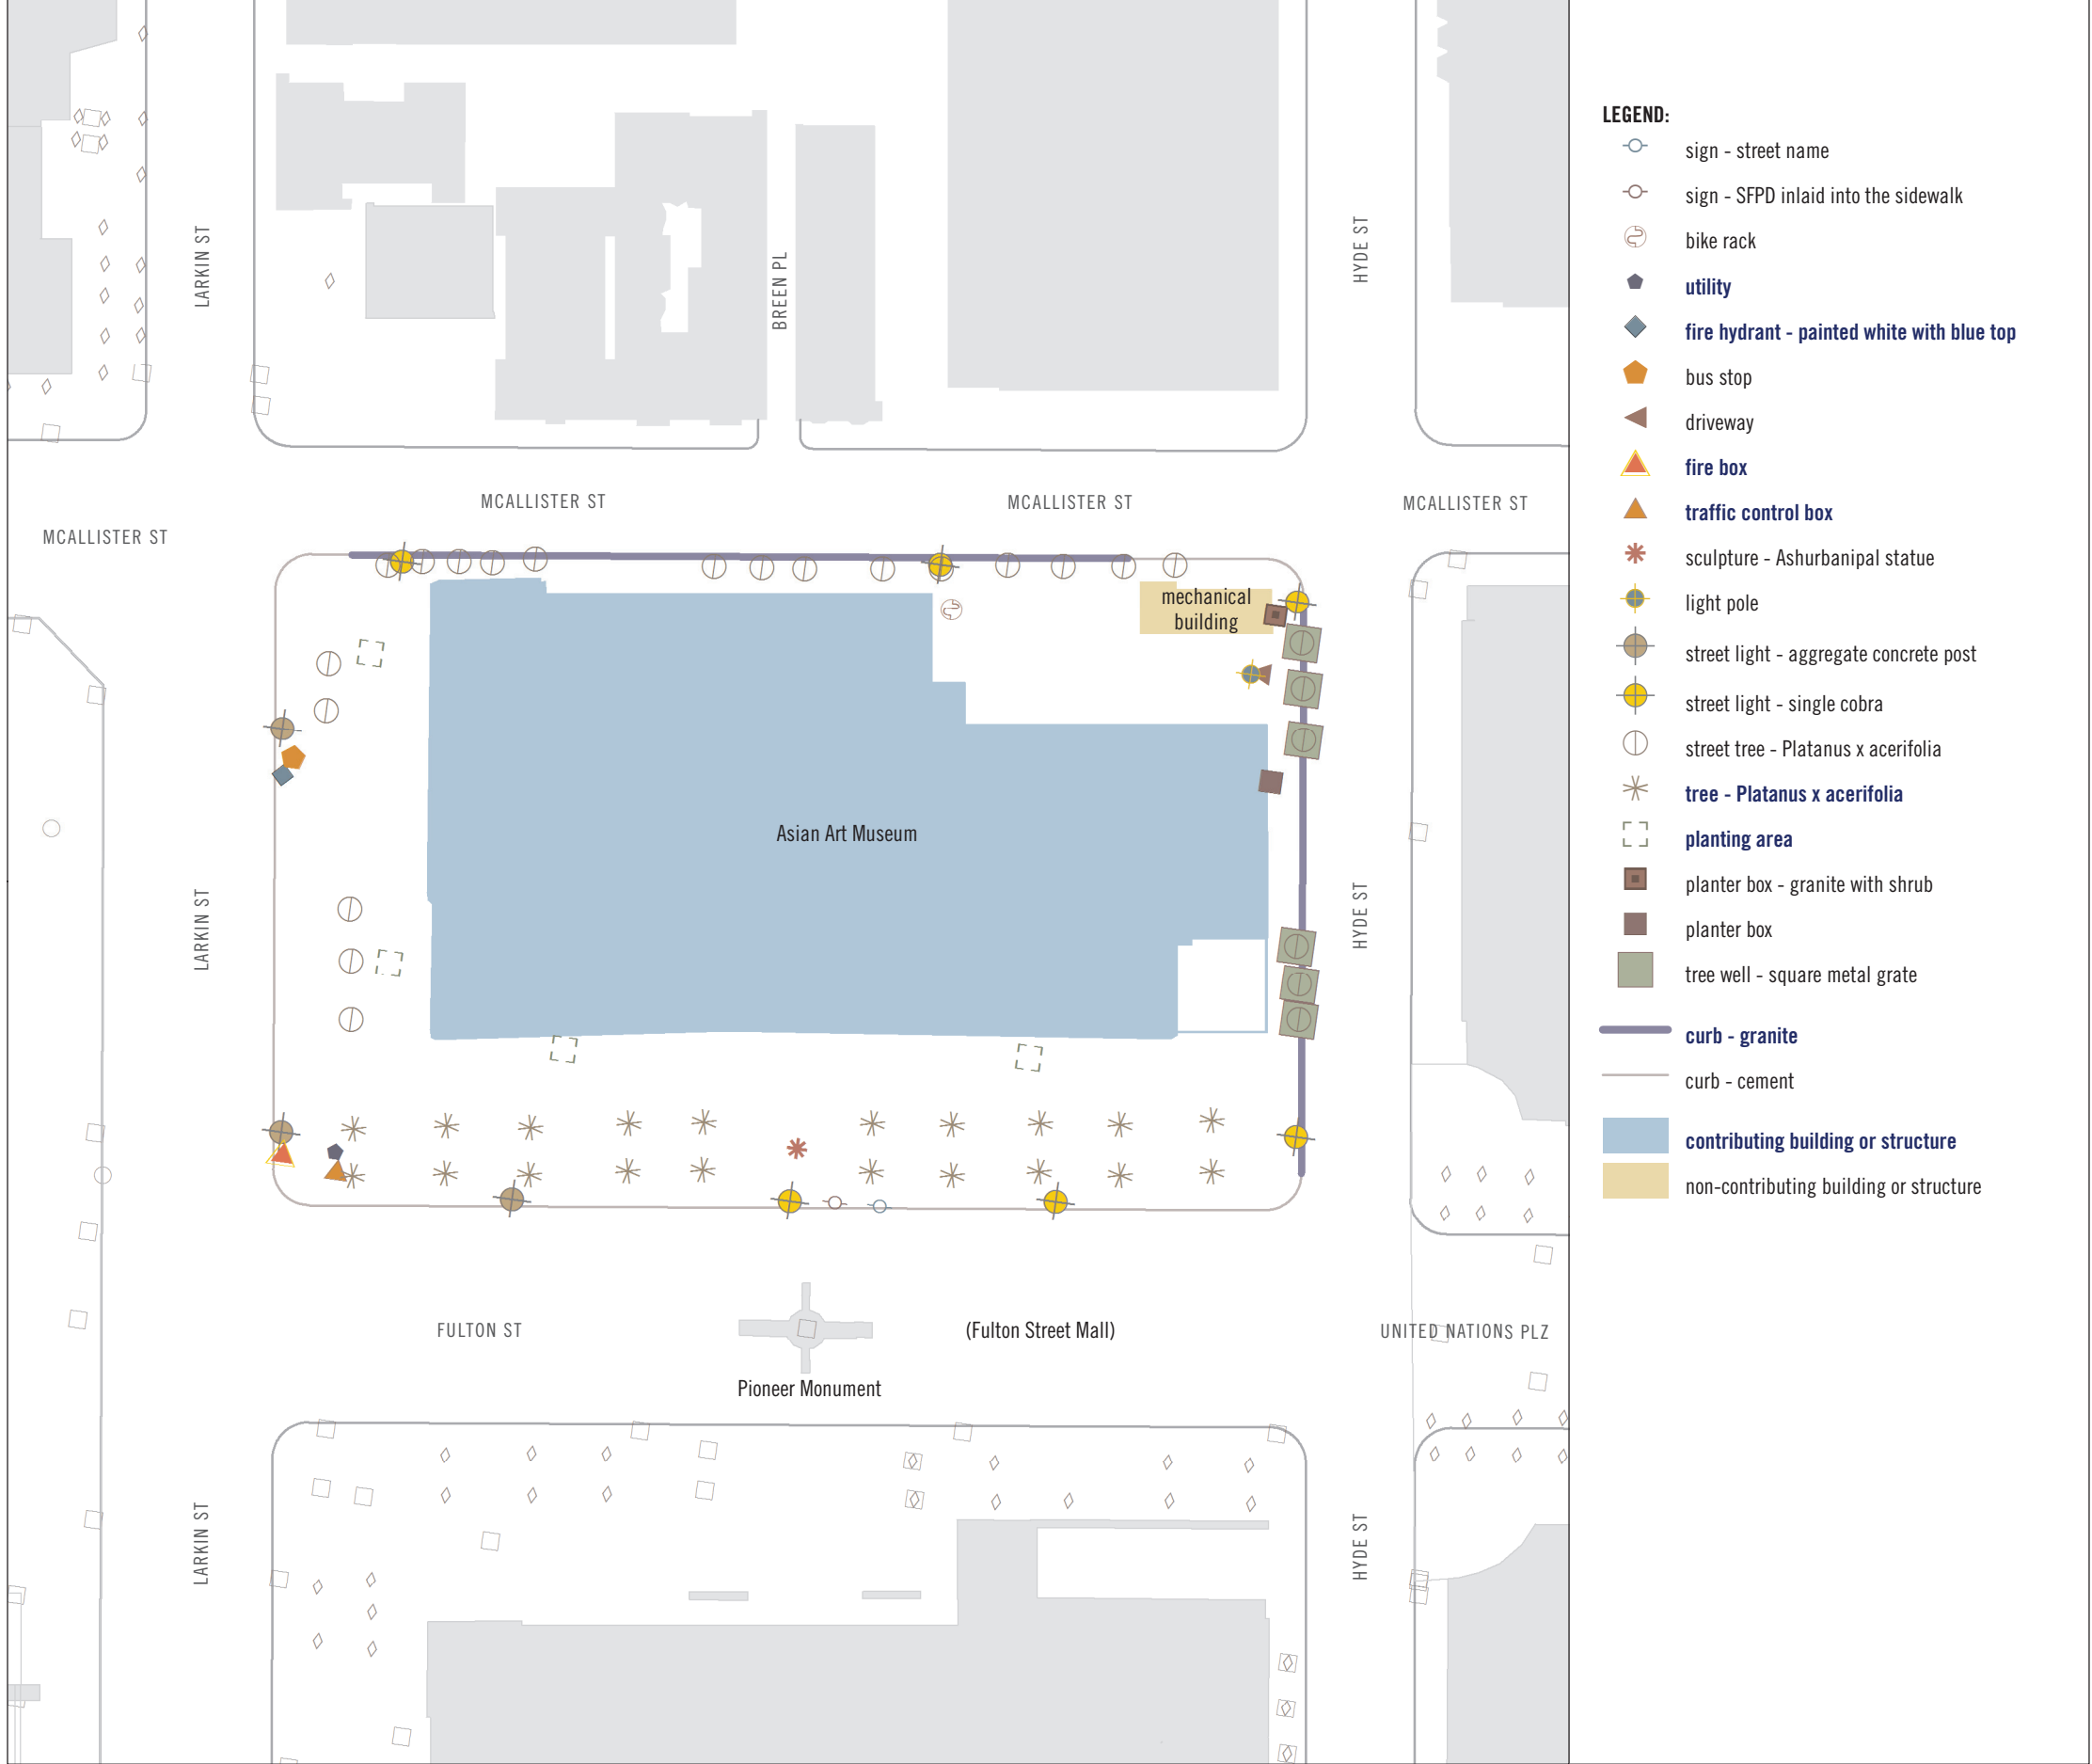 LARKIN ST
BREEN PL
HYDE ST
MCALLISTER ST
MCALLISTER ST
MCALLISTER ST
MCALLISTER ST
mechanical
building
Asian Art Museum
LARKIN ST
HYDE ST
FULTON ST
(Fulton Street Mall)
UNITED NATIONS PLZ
Pioneer Monument
LARKIN ST
HYDE ST
LEGEND:
sign - street name
sign - SFPD inlaid into the sidewalk
bike rack
utility
fire hydrant - painted white with blue top
bus stop
driveway
fire box
traffic control box
sculpture - Ashurbanipal statue
light pole
street light - aggregate concrete post
street light - single cobra
street tree - Platanus x acerifolia
tree - Platanus x acerifolia
planting area
planter box - granite with shrub
planter box
tree well - square metal grate
curb - granite
curb - cement
contributing building or structure
non-contributing building or structure